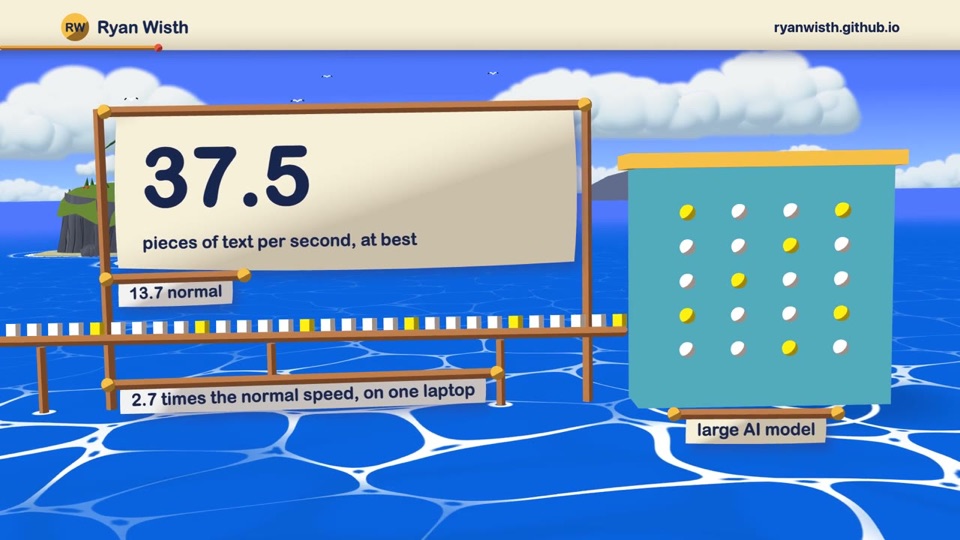 RW Ryan Wisth
ryanwisth.github.io
37.5
pieces of text per second, at best
13.7 normal
2.7 times the normal speed, on one laptop
large AI model